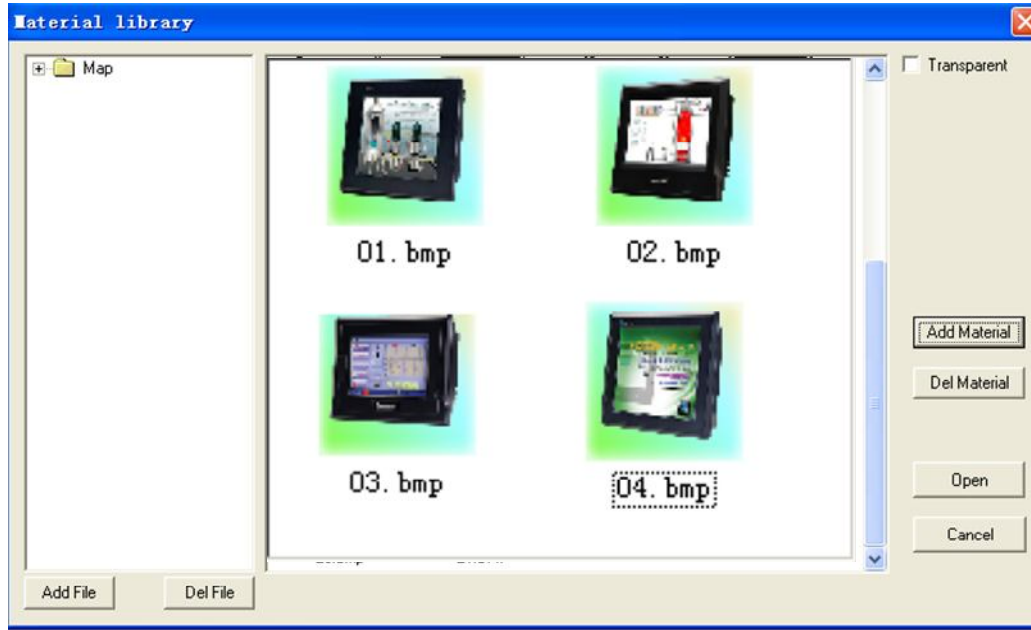 Material library
Map
Transparent
01.bmp
02.bmp
Add Material
Del Material
03.bmp
04.bmp
Open
Cancel
Add File
Del File